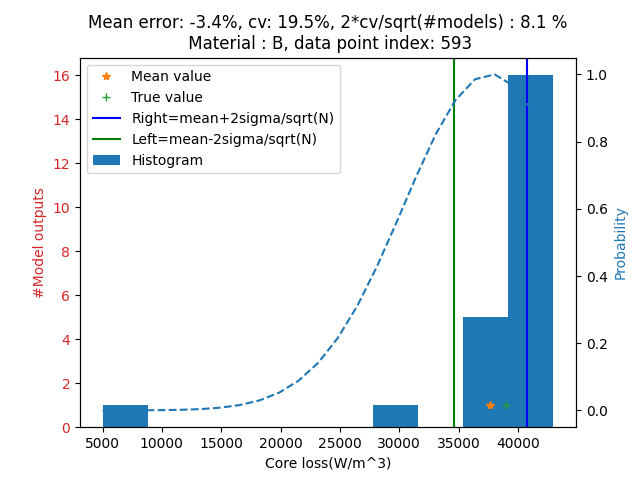 Mean error: -3.4%, cv: 19.5%, 2*cv/sqrt(#models) : 8.1 %
Material : B, data point index: 593
Mean value
True value
Right=mean+2sigma/sqrt(N)
Left=mean-2sigma/sqrt(N)
Histogram
#Model outputs
16
14
12
10
8
6
4
2
0
1.0
0.8
0.6
0.4
0.2
0.0
Probability
5000 10000 15000 20000 25000 30000 35000 40000
Core loss(W/m^3)